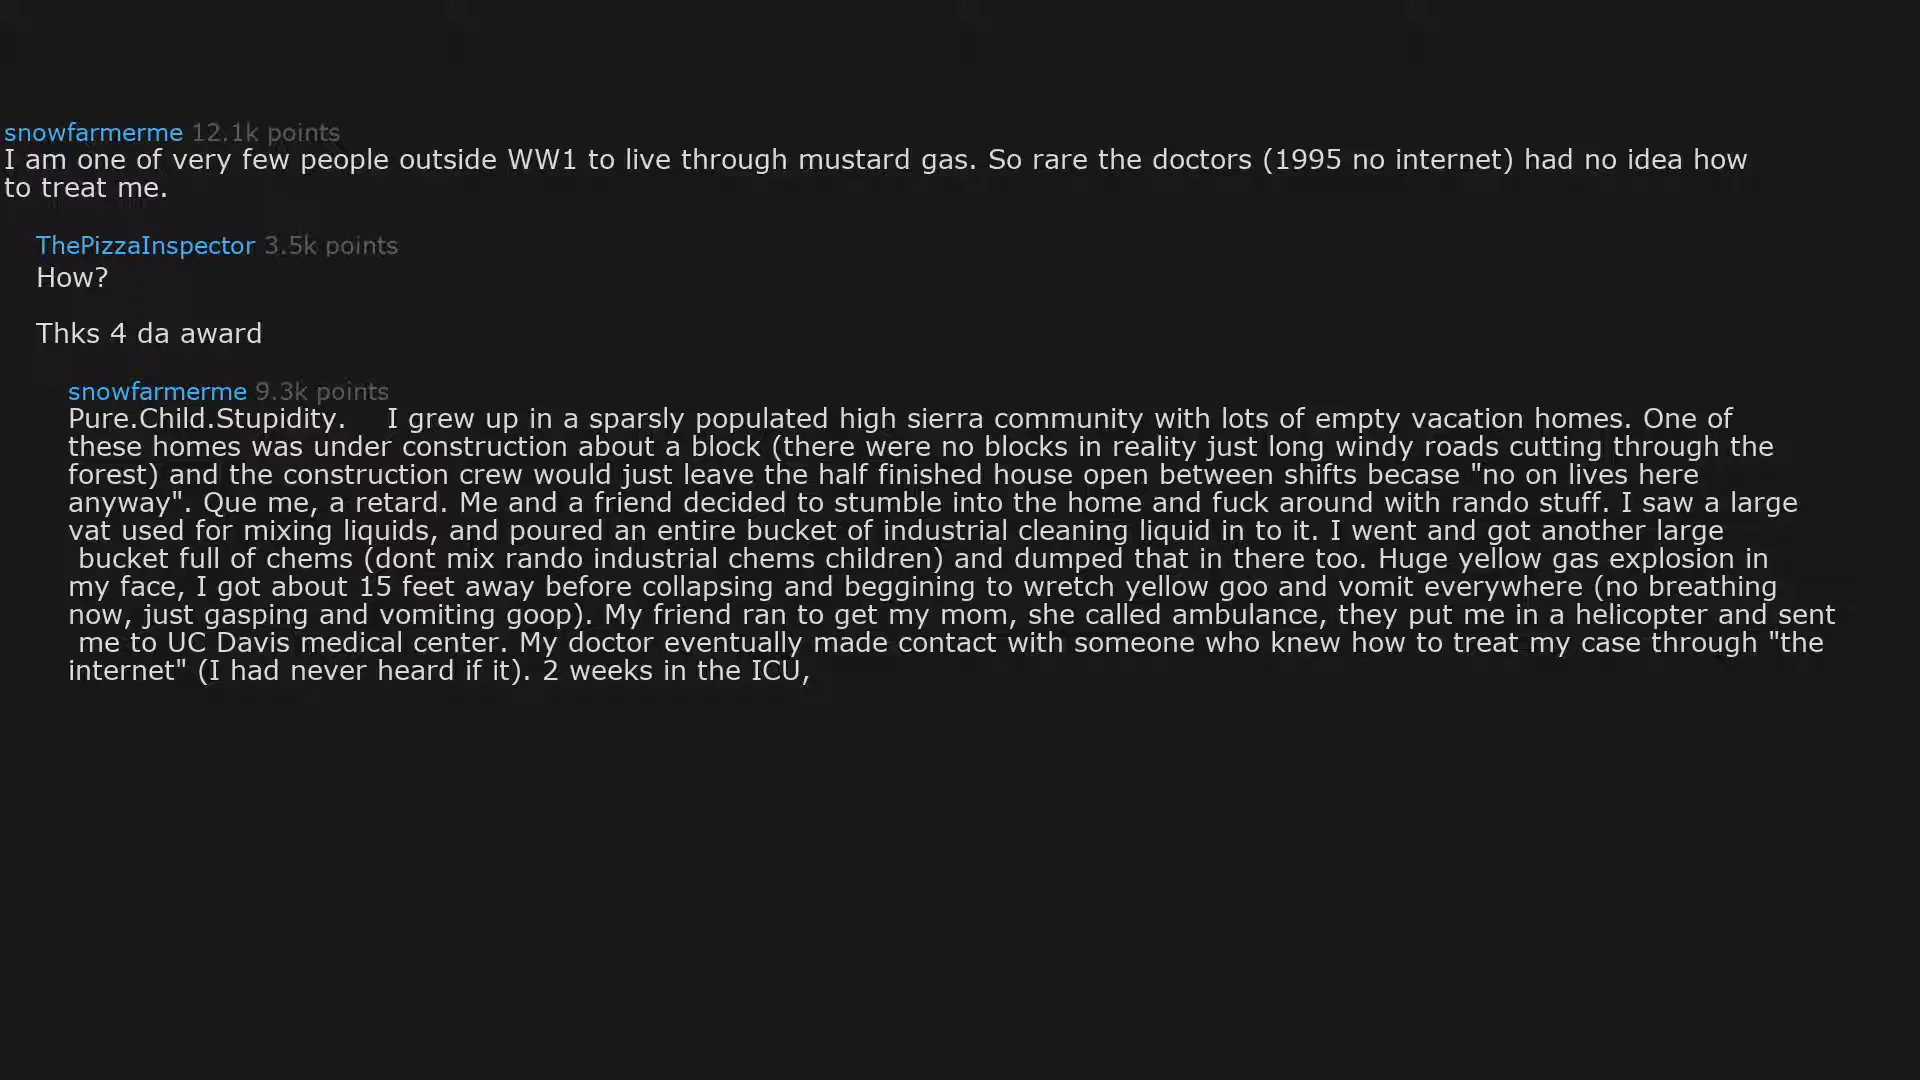 snowfarmerme 12.1k points
I am one of very few people outside WW1 to live through mustard gas. So rare the doctors (1995 no internet) had no idea how
to treat me.
ThePizzaInspector 3.5k points
How?
Thks 4 da award
snowfarmerme 9.3k points
Pure.Child.Stupidity. I grew up in a sparsly populated high sierra community with lots of empty vacation homes. One of
these homes was under construction about a block (there were no blocks in reality just long windy roads cutting through the
forest) and the construction crew would just leave the half finished house open between shifts becase "no on lives here
anyway". Que me, a retard. Me and a friend decided to stumble into the home and fuck around with rando stuff. I saw a large
vat used for mixing liquids, and poured an entire bucket of industrial cleaning liquid in to it. I went and got another large
bucket full of chems (dont mix rando industrial chems children) and dumped that in there too. Huge yellow gas explosion in
my face, I got about 15 feet away before collapsing and beggining to wretch yellow goo and vomit everywhere (no breathing
now, just gasping and vomiting goop). My friend ran to get my mom, she called ambulance, they put me in a helicopter and sent
me to UC Davis medical center. My doctor eventually made contact with someone who knew how to treat my case through "the
internet" (I had never heard if it). 2 weeks in the ICU,